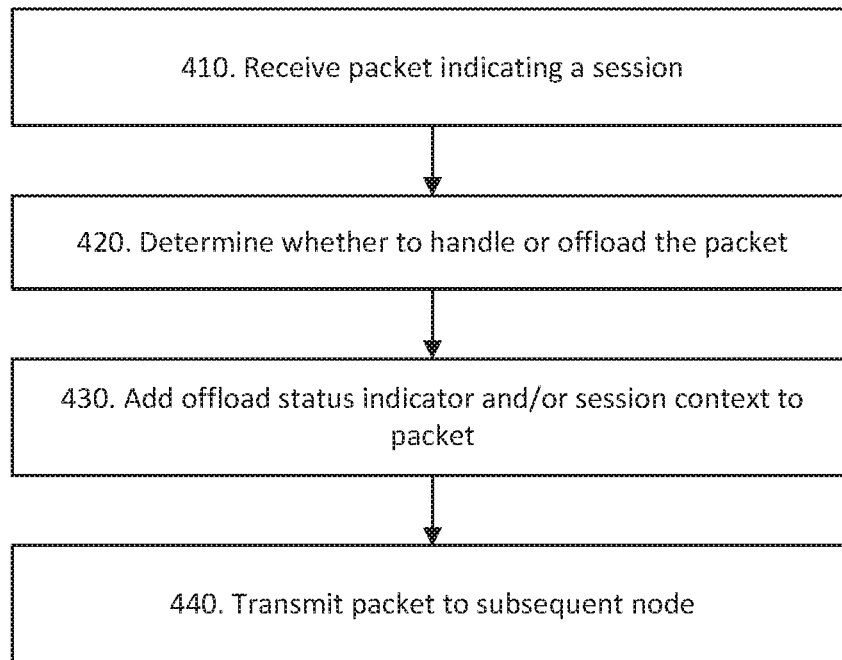 410. Receive packet indicating a session
420. Determine whether to handle or offload the packet
430. Add offload status indicator and/or session context to
packet
440. Transmit packet to subsequent node